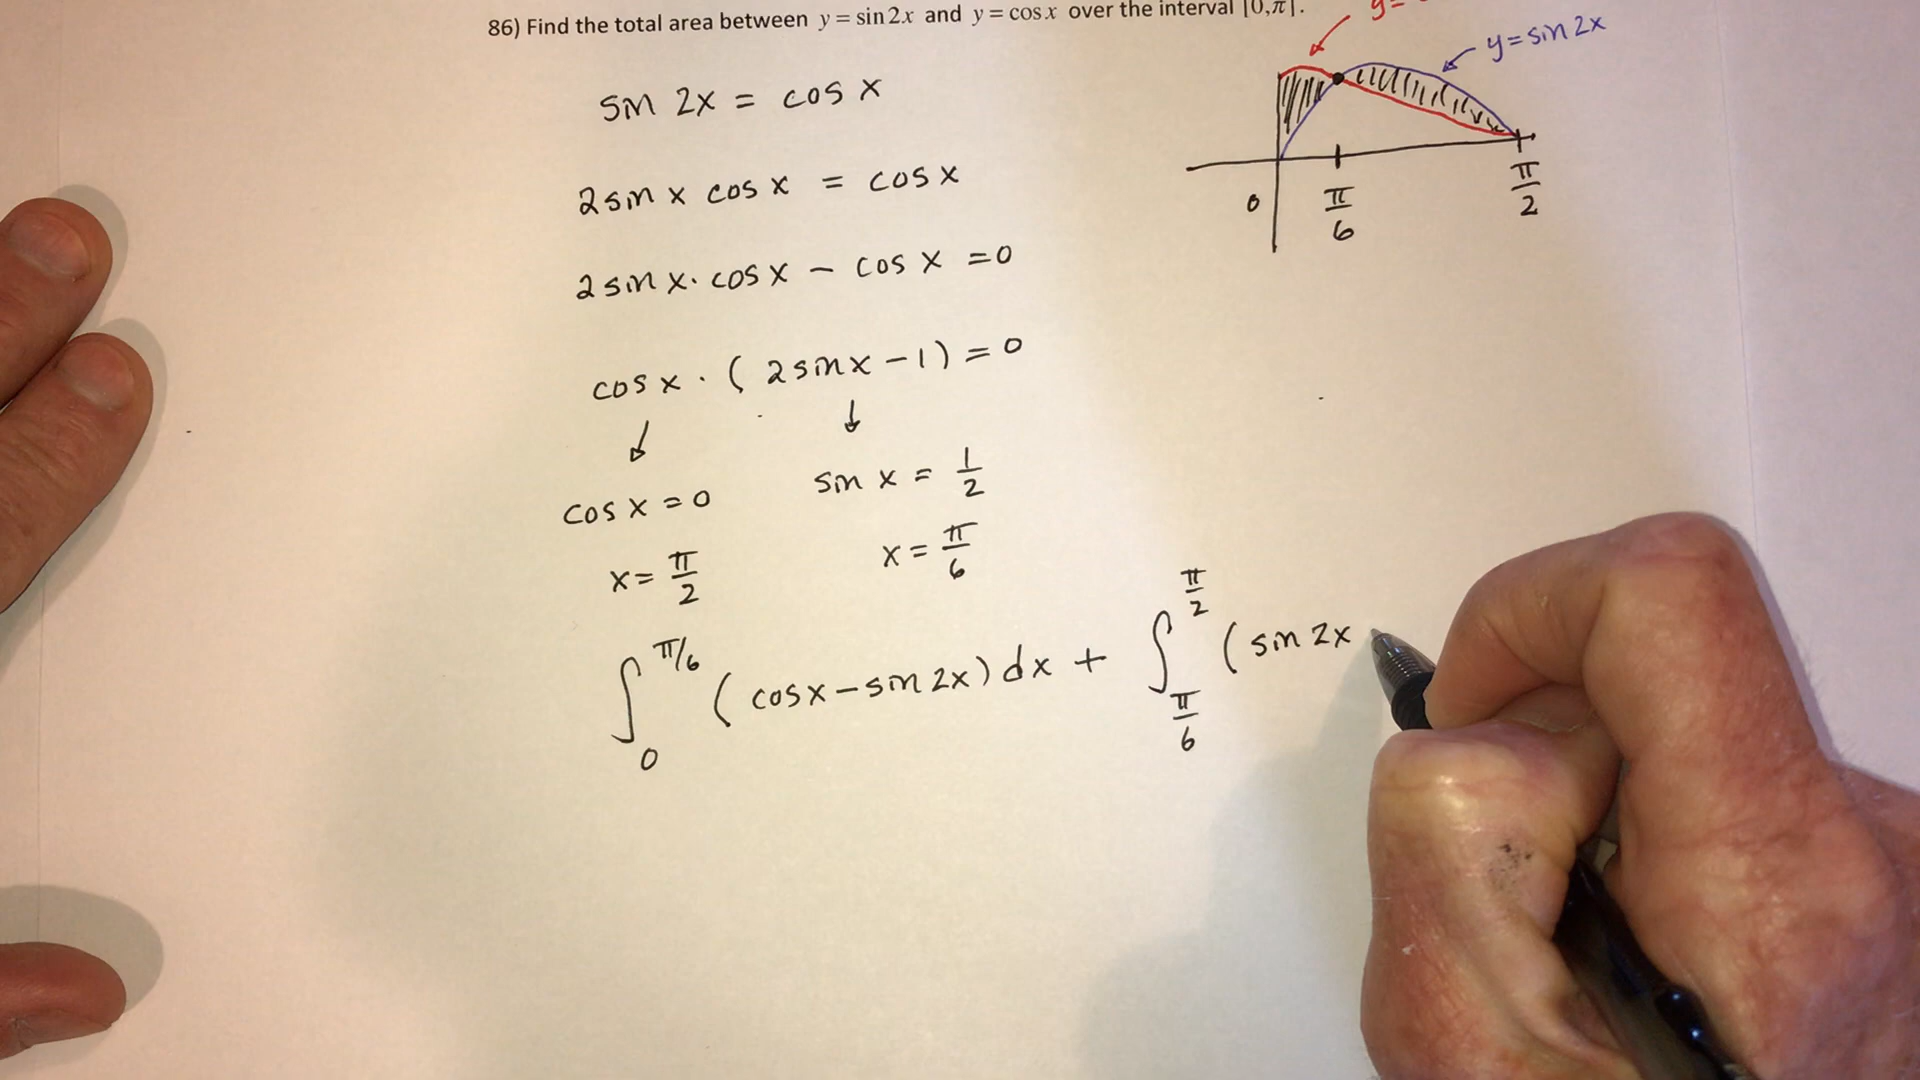 86) Find the total area between y = sin 2x and y = cos x over the interval [0, π].
y =
y = sin 2x
sin 2x = cos x
2 sin x cos x = cos x
0
π/6
π/2
2 sin x · cos x − cos x = 0
cos x · ( 2 sin x − 1 ) = 0
↓ ↓
cos x = 0
sin x = 1/2
x = π/2
x = π/6
∫₀^π/6 ( cos x − sin 2x ) dx + ∫_π/6^π/2 ( sin 2x